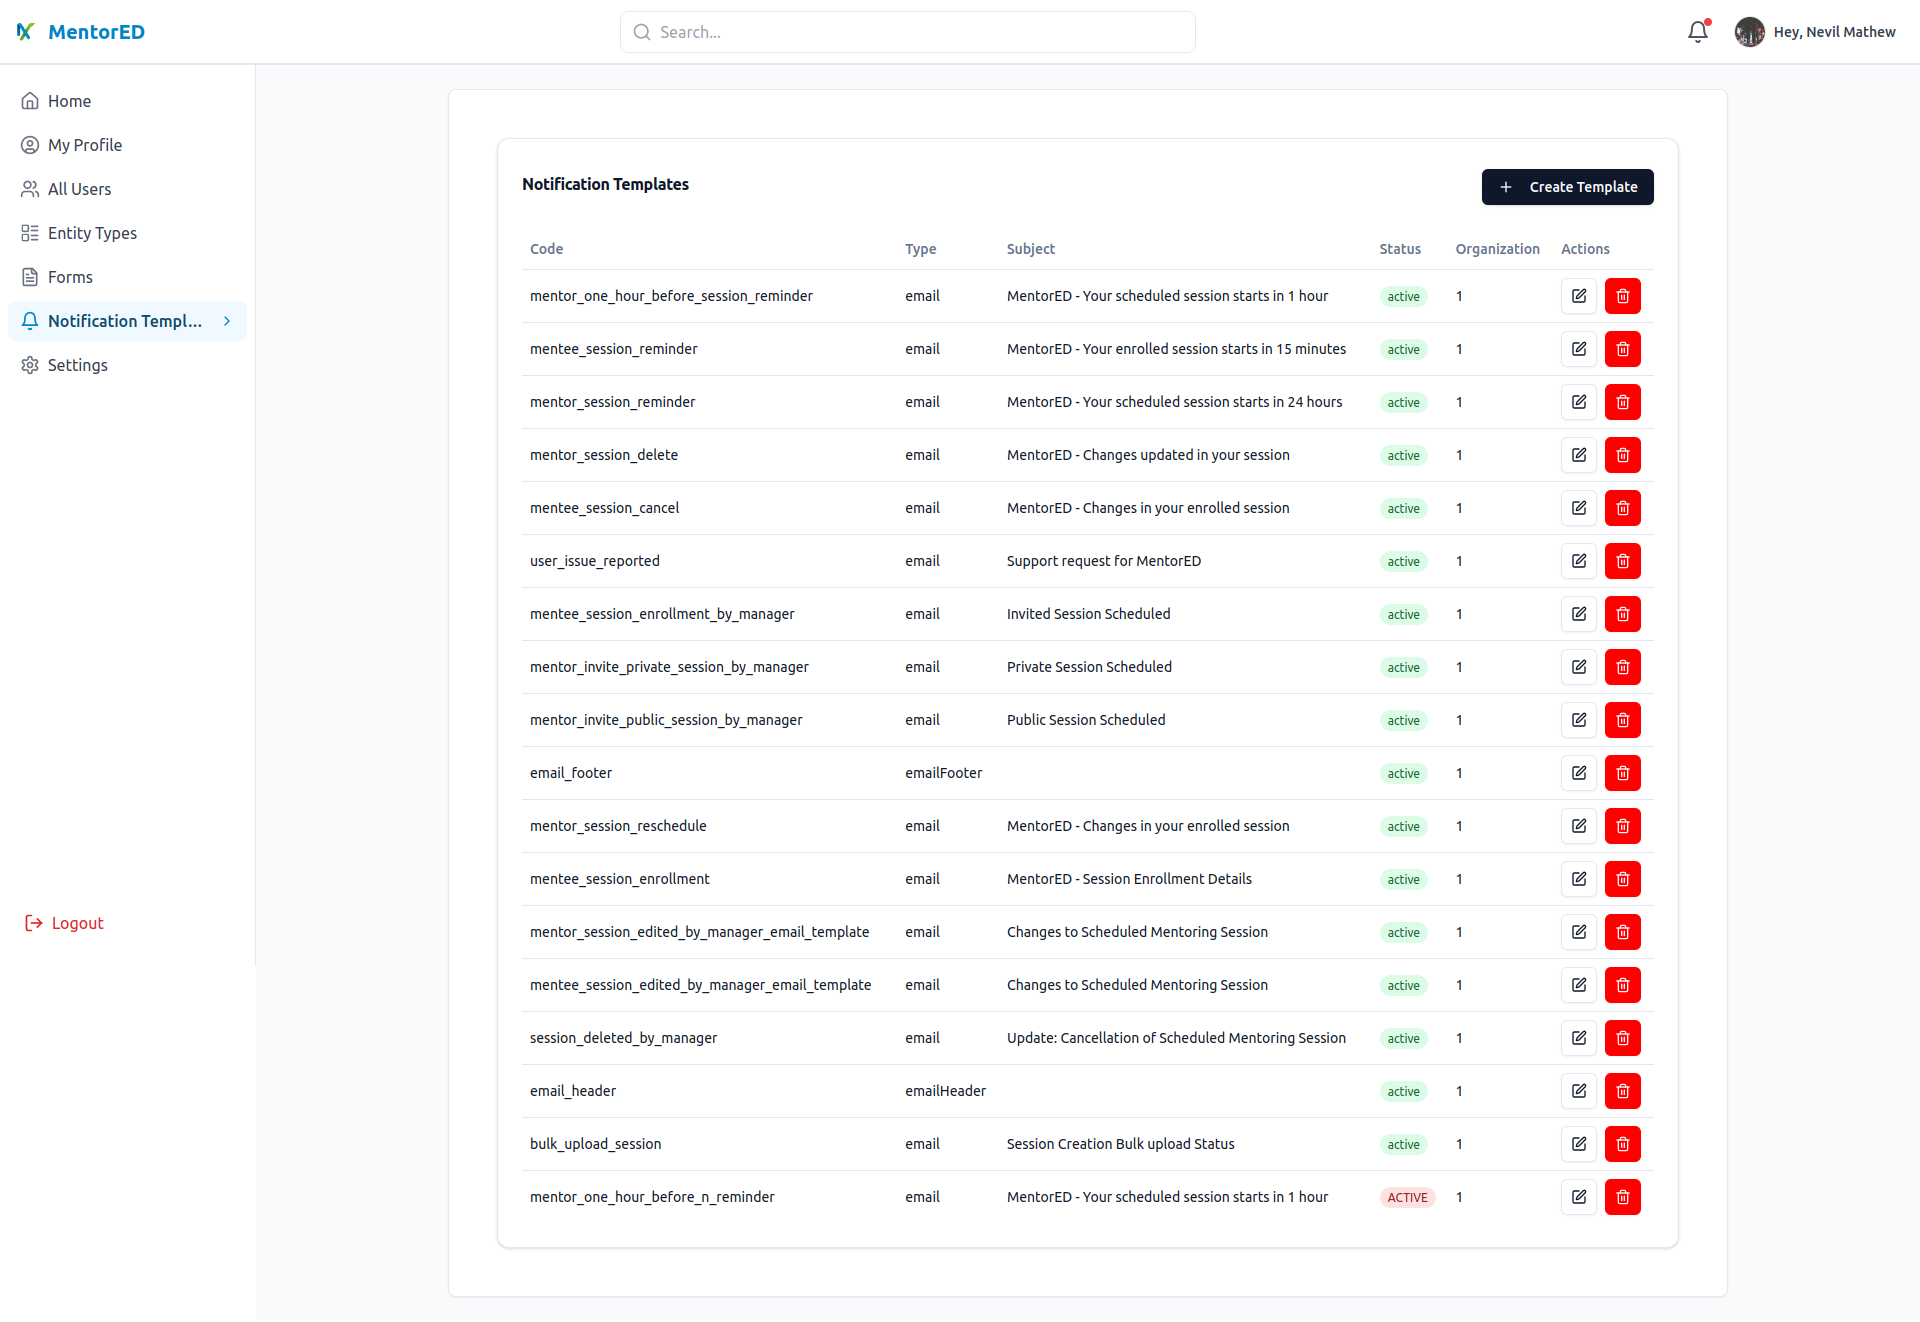 MentorED
Search...
Hey, Nevil Mathew
Home
My Profile
All Users
Entity Types
Forms
Notification Templ...
Settings
Logout
Notification Templates
Create Template
Code Type Subject Status Organization Actions
mentor_one_hour_before_session_reminder email MentorED - Your scheduled session starts in 1 hour active 1
mentee_session_reminder email MentorED - Your enrolled session starts in 15 minutes active 1
mentor_session_reminder email MentorED - Your scheduled session starts in 24 hours active 1
mentor_session_delete email MentorED - Changes updated in your session active 1
mentee_session_cancel email MentorED - Changes in your enrolled session active 1
user_issue_reported email Support request for MentorED active 1
mentee_session_enrollment_by_manager email Invited Session Scheduled active 1
mentor_invite_private_session_by_manager email Private Session Scheduled active 1
mentor_invite_public_session_by_manager email Public Session Scheduled active 1
email_footer emailFooter active 1
mentor_session_reschedule email MentorED - Changes in your enrolled session active 1
mentee_session_enrollment email MentorED - Session Enrollment Details active 1
mentor_session_edited_by_manager_email_template email Changes to Scheduled Mentoring Session active 1
mentee_session_edited_by_manager_email_template email Changes to Scheduled Mentoring Session active 1
session_deleted_by_manager email Update: Cancellation of Scheduled Mentoring Session active 1
email_header emailHeader active 1
bulk_upload_session email Session Creation Bulk upload Status active 1
mentor_one_hour_before_n_reminder email MentorED - Your scheduled session starts in 1 hour ACTIVE 1